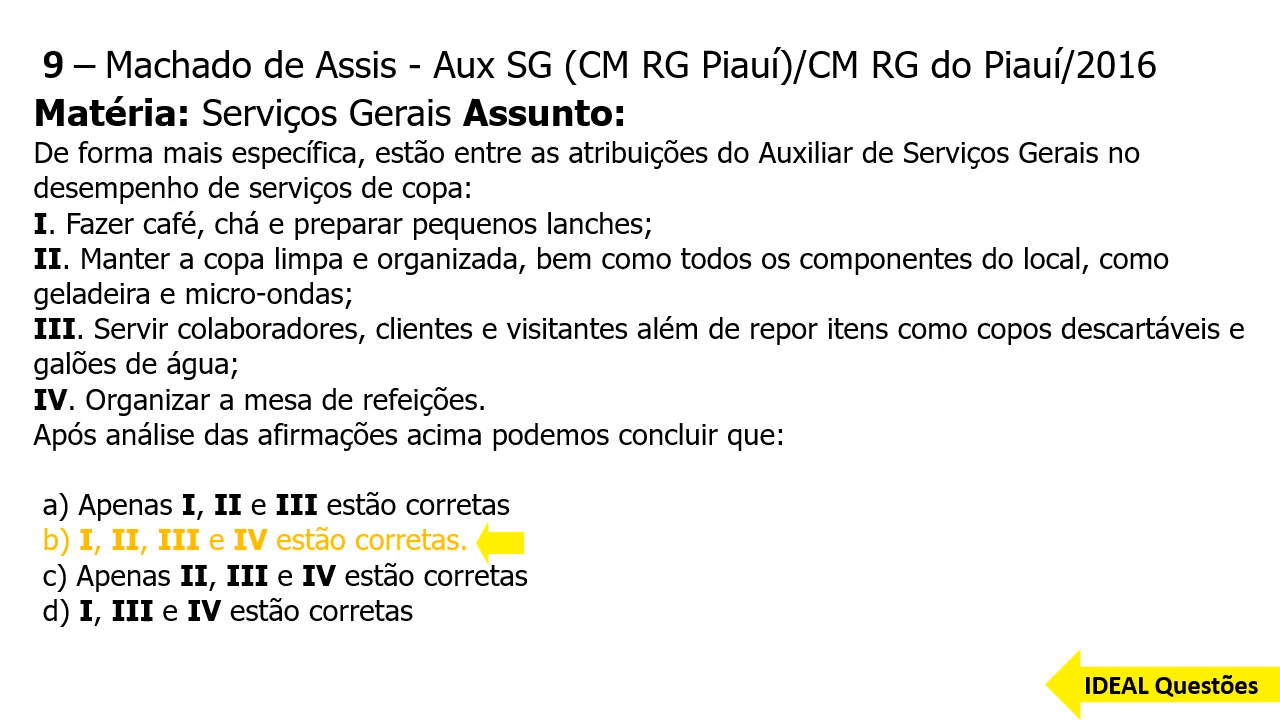 9 – Machado de Assis - Aux SG (CM RG Piauí)/CM RG do Piauí/2016
Matéria: Serviços Gerais Assunto:
De forma mais específica, estão entre as atribuições do Auxiliar de Serviços Gerais no
desempenho de serviços de copa:
I. Fazer café, chá e preparar pequenos lanches;
II. Manter a copa limpa e organizada, bem como todos os componentes do local, como
geladeira e micro-ondas;
III. Servir colaboradores, clientes e visitantes além de repor itens como copos descartáveis e
galões de água;
IV. Organizar a mesa de refeições.
Após análise das afirmações acima podemos concluir que:
a) Apenas I, II e III estão corretas
b) I, II, III e IV estão corretas.
c) Apenas II, III e IV estão corretas
d) I, III e IV estão corretas
IDEAL Questões